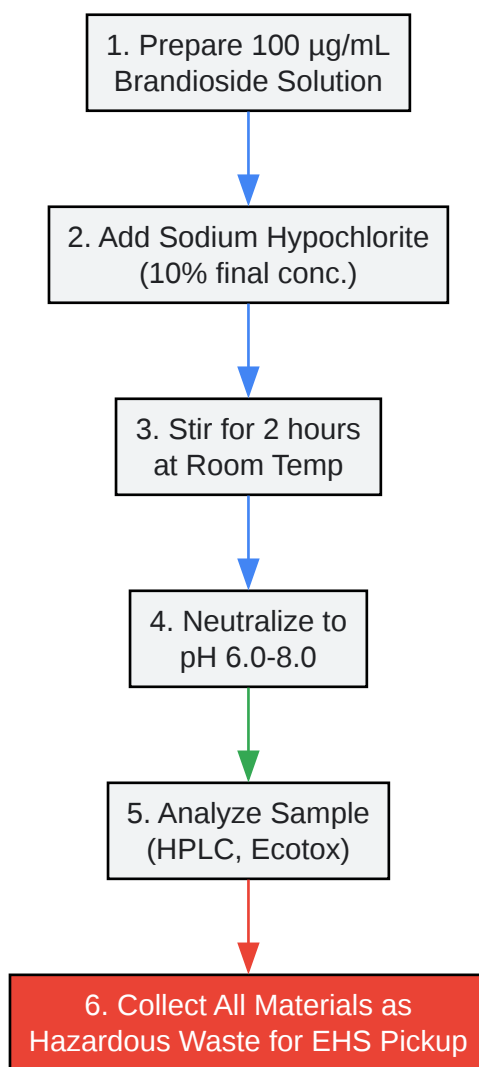 1. Prepare 100 µg/mL
Brandioside Solution
2. Add Sodium Hypochlorite
(10% final conc.)
3. Stir for 2 hours
at Room Temp
4. Neutralize to
pH 6.0-8.0
5. Analyze Sample
(HPLC, Ecotox)
6. Collect All Materials as
Hazardous Waste for EHS Pickup